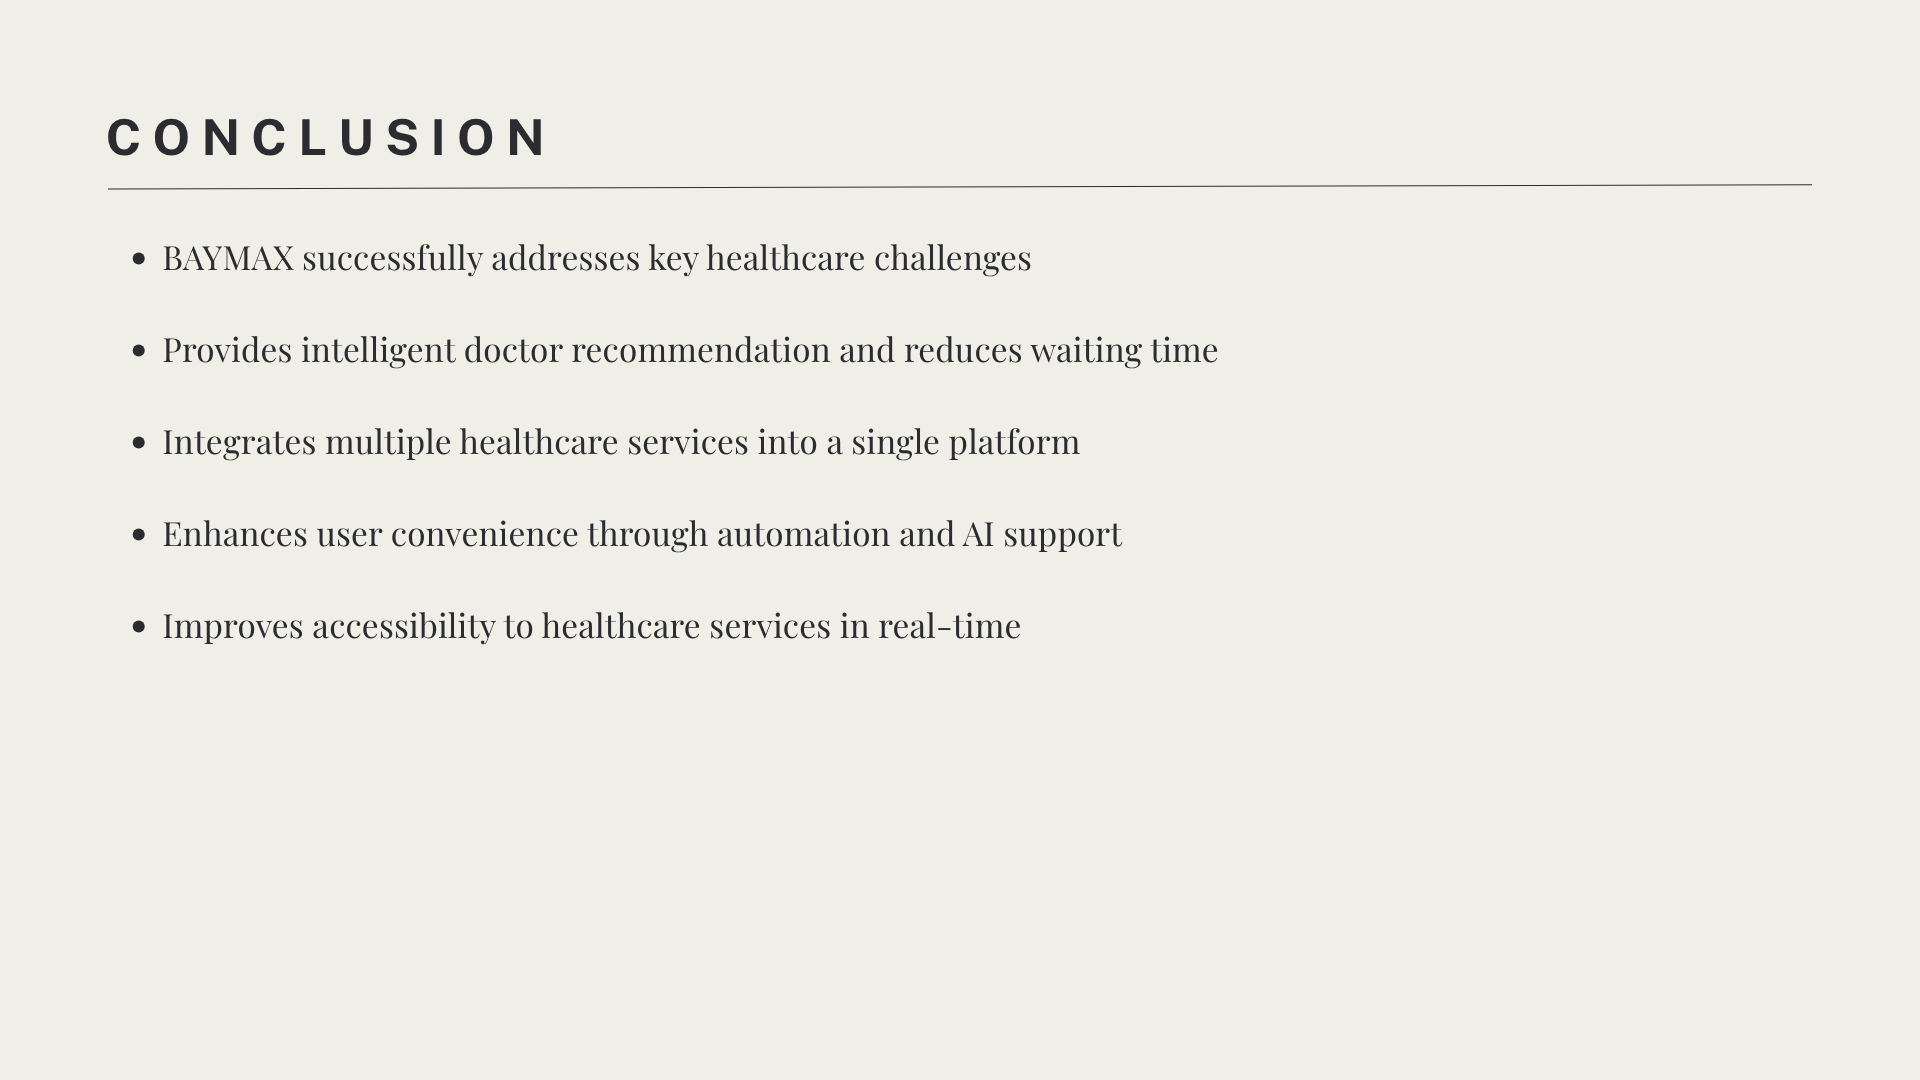 CONCLUSION
• BAYMAX successfully addresses key healthcare challenges
• Provides intelligent doctor recommendation and reduces waiting time
• Integrates multiple healthcare services into a single platform
• Enhances user convenience through automation and AI support
• Improves accessibility to healthcare services in real-time